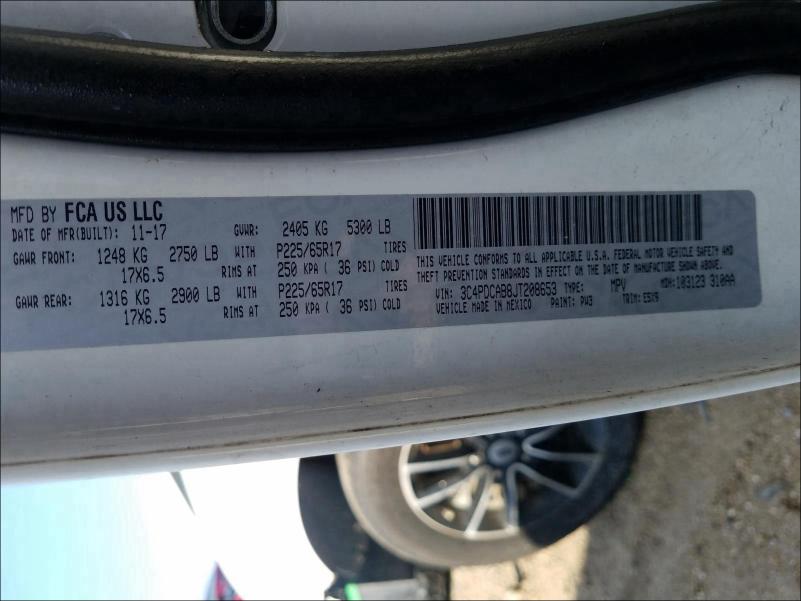 MFD BY FCA US LLC
DATE OF MFR(BUILT): 11-17 GVWR: 2405 KG 5300 LB
GAWR FRONT: 1248 KG 2750 LB WITH P225/65R17 TIRES
17X6.5 RIMS AT 250 KPA ( 36 PSI) COLD
GAWR REAR: 1316 KG 2900 LB WITH P225/65R17 TIRES
17X6.5 RIMS AT 250 KPA ( 36 PSI) COLD
THIS VEHICLE CONFORMS TO ALL APPLICABLE U.S.A. FEDERAL MOTOR VEHICLE SAFETY AND
THEFT PREVENTION STANDARDS IN EFFECT ON THE DATE OF MANUFACTURE SHOWN ABOVE.
VIN: 3C4PDCAB8JT208653 TYPE: MPV MDH: 103123 310AA
VEHICLE MADE IN MEXICO PAINT: PW3 TRIM: E5X9